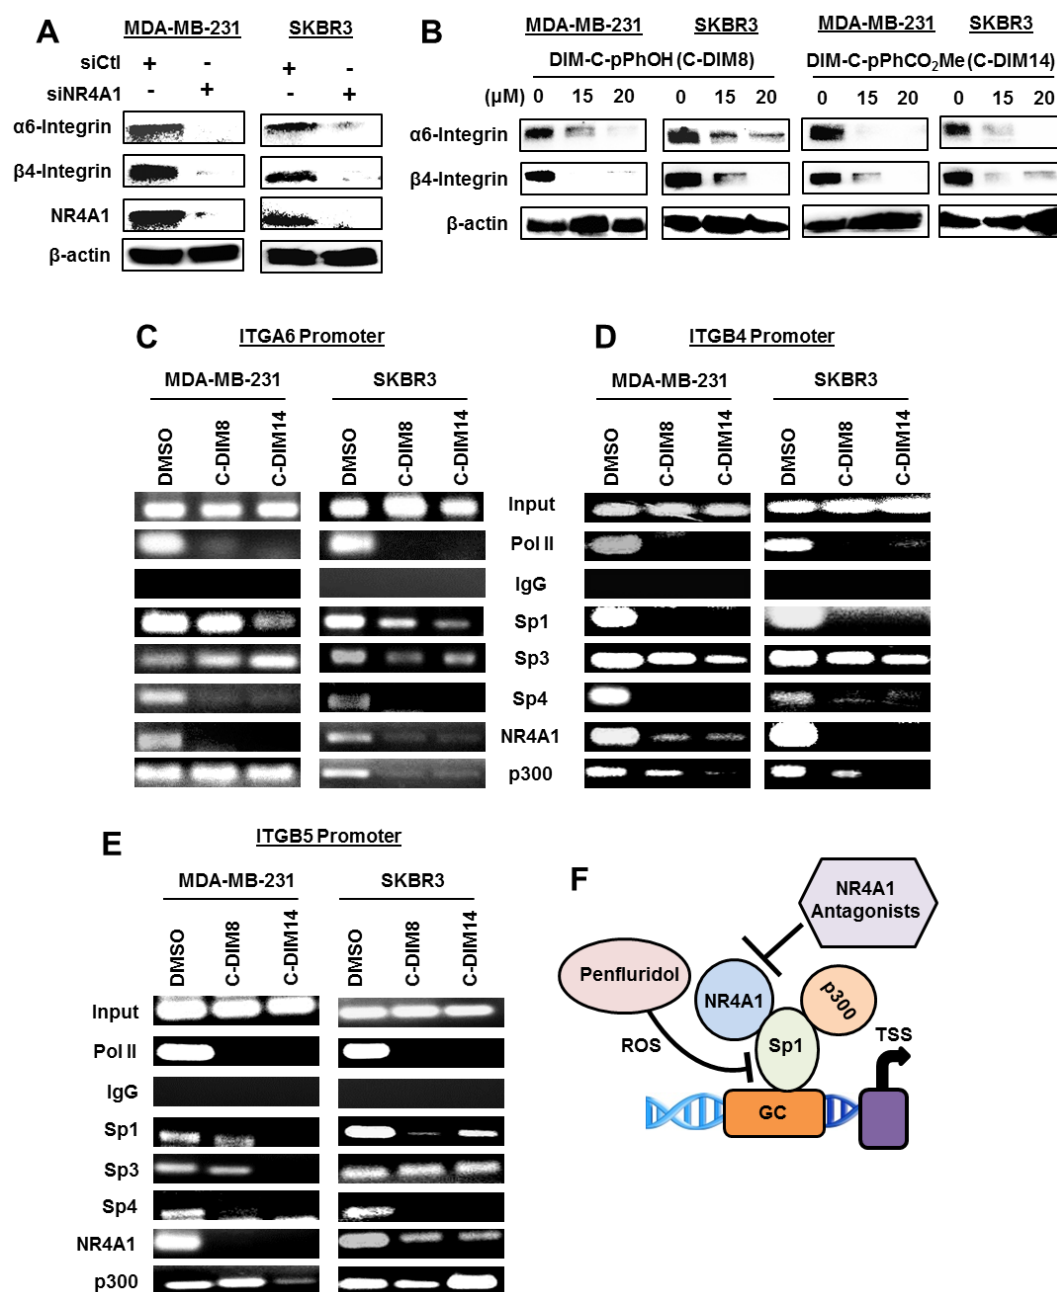 A
MDA-MB-231 SKBR3
siCtl + - + -
siNR4A1 - + - +
α6-Integrin
β4-Integrin
NR4A1
β-actin
B
MDA-MB-231 SKBR3 MDA-MB-231 SKBR3
DIM-C-pPhOH (C-DIM8) DIM-C-pPhCO₂Me (C-DIM14)
(µM) 0 15 20 0 15 20 0 15 20 0 15 20
α6-Integrin
β4-Integrin
β-actin
C
ITGA6 Promoter
MDA-MB-231 SKBR3
DMSO C-DIM8 C-DIM14 DMSO C-DIM8 C-DIM14
D
ITGB4 Promoter
MDA-MB-231 SKBR3
DMSO C-DIM8 C-DIM14 DMSO C-DIM8 C-DIM14
Input
Pol II
IgG
Sp1
Sp3
Sp4
NR4A1
p300
E
ITGB5 Promoter
MDA-MB-231 SKBR3
DMSO C-DIM8 C-DIM14 DMSO C-DIM8 C-DIM14
Input
Pol II
IgG
Sp1
Sp3
Sp4
NR4A1
p300
F
NR4A1
Antagonists
Penfluridol
NR4A1
p300
Sp1
ROS
TSS
GC